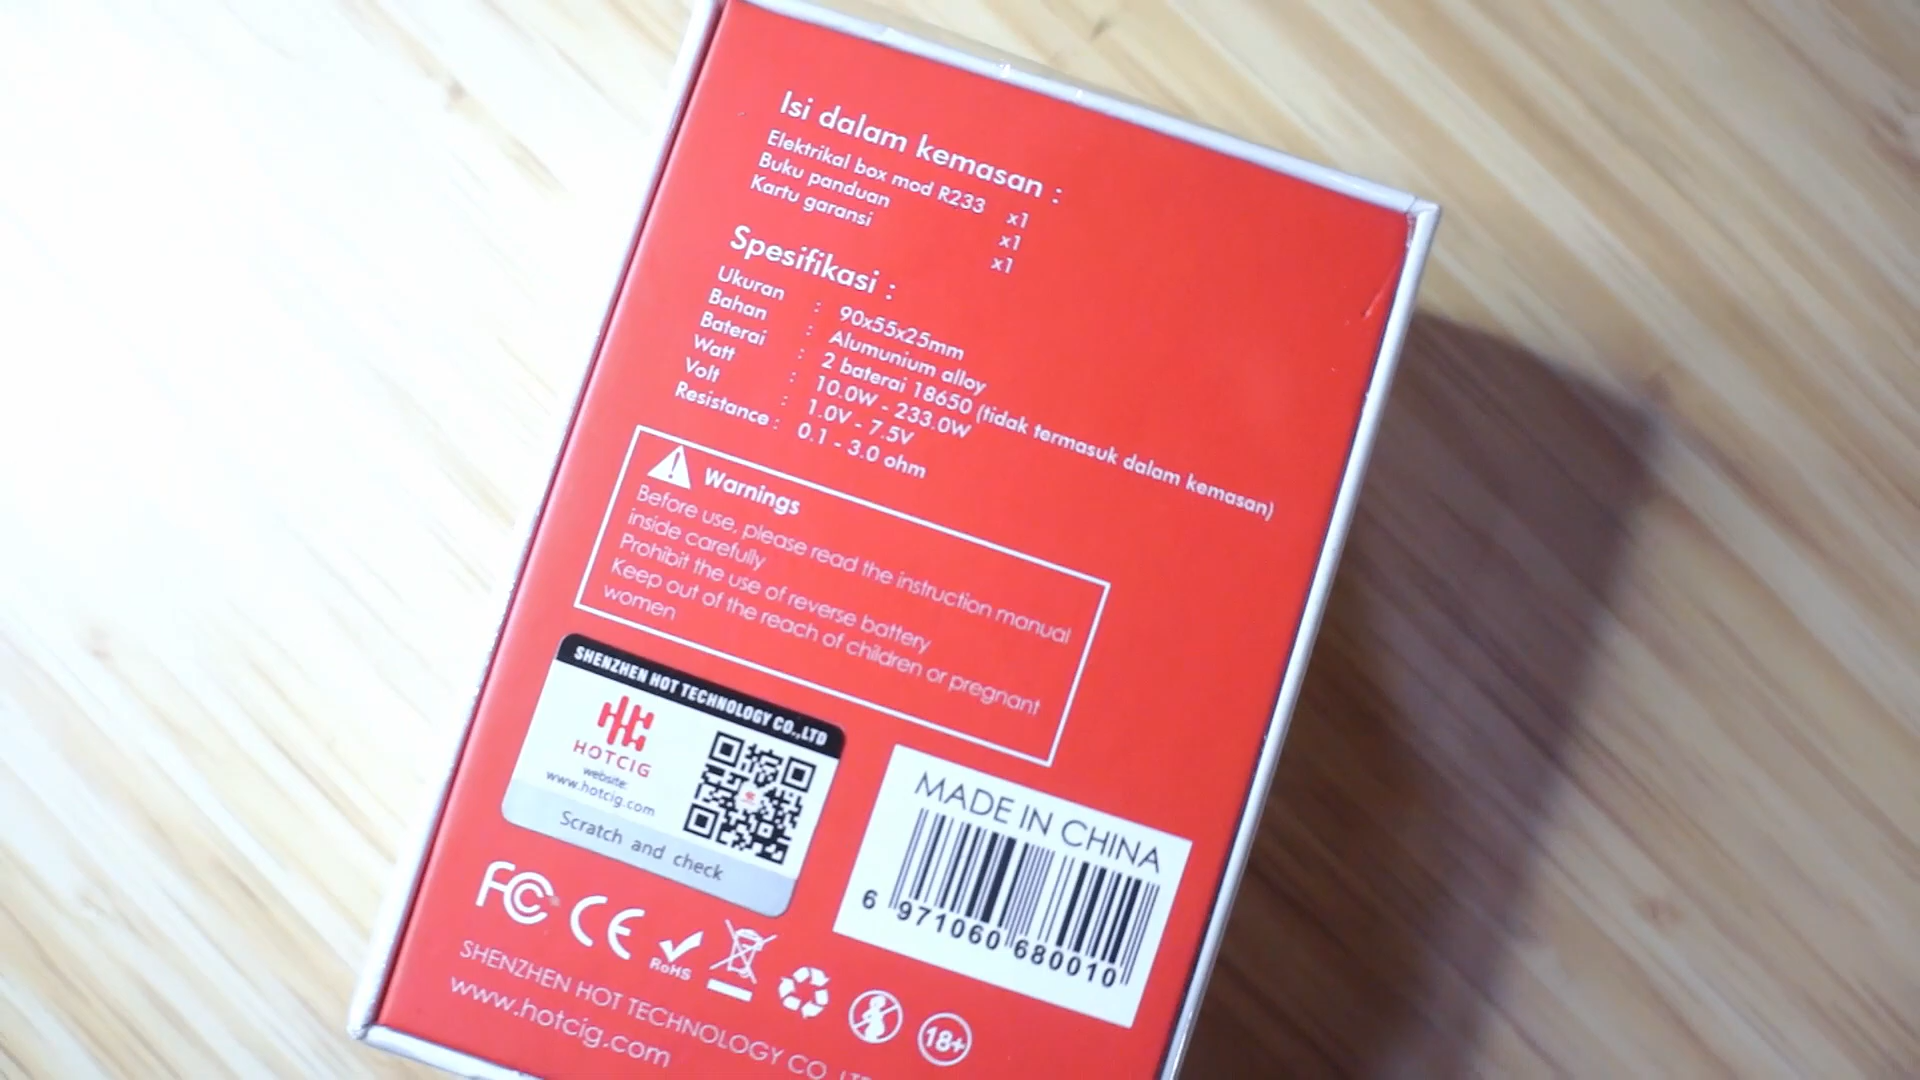 Isi dalam kemasan :
Elektrikal box mod R233 x1
Buku panduan x1
Kartu garansi x1
Spesifikasi :
Ukuran : 90x55x25mm
Bahan : Alumunium alloy
Baterai : 2 baterai 18650 (tidak termasuk dalam kemasan)
Watt : 10.0W - 233.0W
Volt : 1.0V - 7.5V
Resistance : 0.1 - 3.0 ohm
Warnings
Before use, please read the instruction manual
inside carefully
Prohibit the use of reverse battery
Keep out of the reach of children or pregnant
women
SHENZHEN HOT TECHNOLOGY CO.,LTD
HOTCIG
website:
www.hotcig.com
Scratch and check
MADE IN CHINA
6 971060 680010
FC CE RoHS 18+
SHENZHEN HOT TECHNOLOGY CO
www.hotcig.com